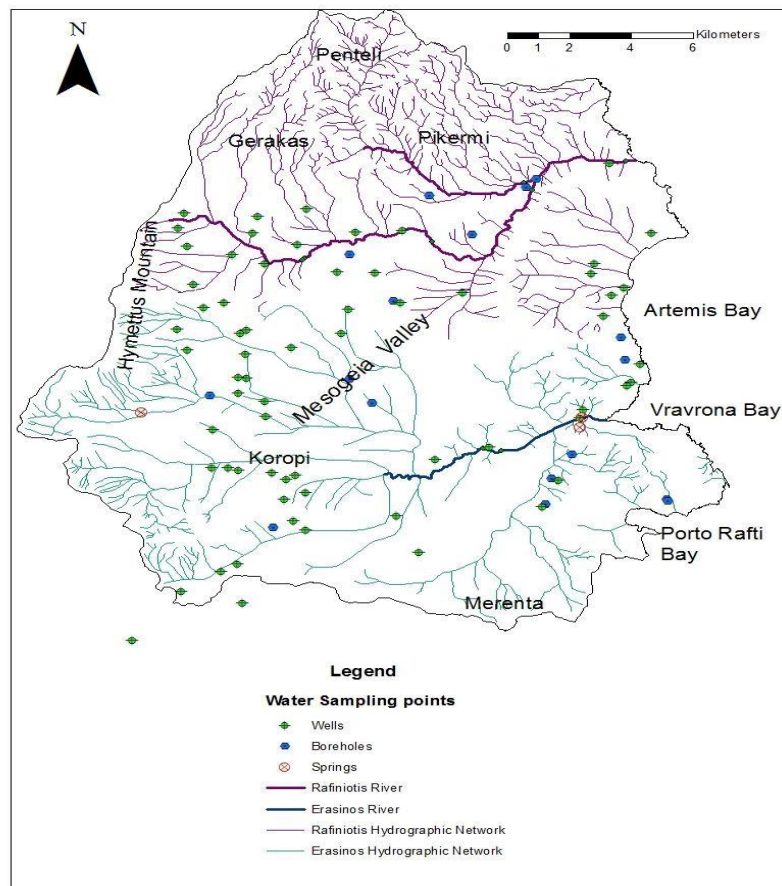 N
Kilometers
0 1 2 4 6
Penteli
Gerakas
Pikermi
Hymettus Mountain
Artemis Bay
Mesogeia Valley
Vravrona Bay
Koropi
Porto Rafti
Bay
Merenta
Legend
Water Sampling points
Wells
Boreholes
Springs
Rafiniotis River
Erasinos River
Rafiniotis Hydrographic Network
Erasinos Hydrographic Network